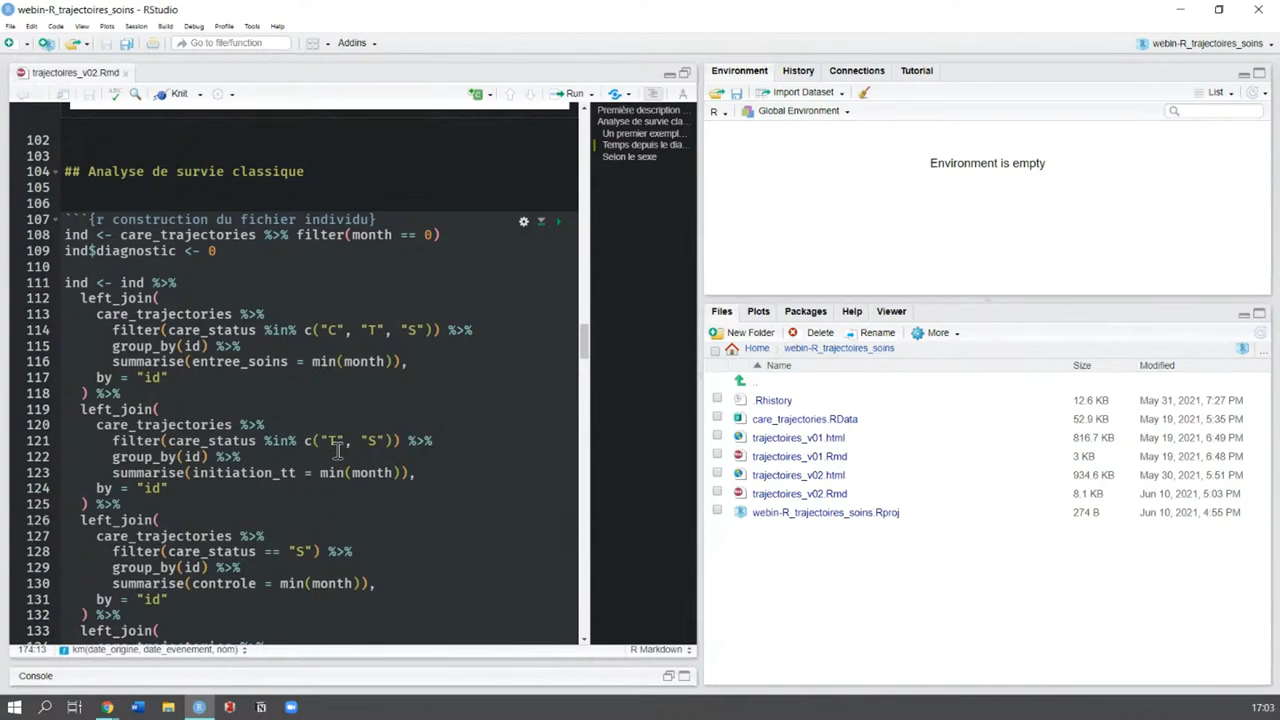 webin-R_trajectoires_soins - RStudio
File Edit Code View Plots Session Build Debug Profile Tools Help
Go to file/function Addins webin-R_trajectoires_soins
trajectoires_v02.Rmd
Knit Run
102
103
104 ## Analyse de survie classique
105
106
107 ```{r construction du fichier individu}
108 ind <- care_trajectories %>% filter(month == 0)
109 ind$diagnostic <- 0
110
111 ind <- ind %>%
112 left_join(
113 care_trajectories %>%
114 filter(care_status %in% c("C", "T", "S")) %>%
115 group_by(id) %>%
116 summarise(entree_soins = min(month)),
117 by = "id"
118 ) %>%
119 left_join(
120 care_trajectories %>%
121 filter(care_status %in% c("T", "S")) %>%
122 group_by(id) %>%
123 summarise(initiation_tt = min(month)),
124 by = "id"
125 ) %>%
126 left_join(
127 care_trajectories %>%
128 filter(care_status == "S") %>%
129 group_by(id) %>%
130 summarise(controle = min(month)),
131 by = "id"
132 ) %>%
133 left_join(
174:13 km(date_origine, date_evenement, nom) R Markdown
Console
Première description ...
Analyse de survie cla...
Un premier exempl...
Temps depuis le dia...
Selon le sexe
Environment History Connections Tutorial
Import Dataset List
R Global Environment
Environment is empty
Files Plots Packages Help Viewer
New Folder Delete Rename More
Home webin-R_trajectoires_soins
Name Size Modified
..
.Rhistory 12.6 KB May 31, 2021, 7:27 PM
care_trajectories.RData 52.9 KB May 19, 2021, 5:35 PM
trajectoires_v01.html 816.7 KB May 19, 2021, 6:49 PM
trajectoires_v01.Rmd 3 KB May 19, 2021, 6:48 PM
trajectoires_v02.html 934.6 KB May 30, 2021, 6:51 PM
trajectoires_v02.Rmd 8.1 KB Jun 10, 2021, 5:03 PM
webin-R_trajectoires_soins.Rproj 274 B Jun 10, 2021, 4:55 PM
17:03